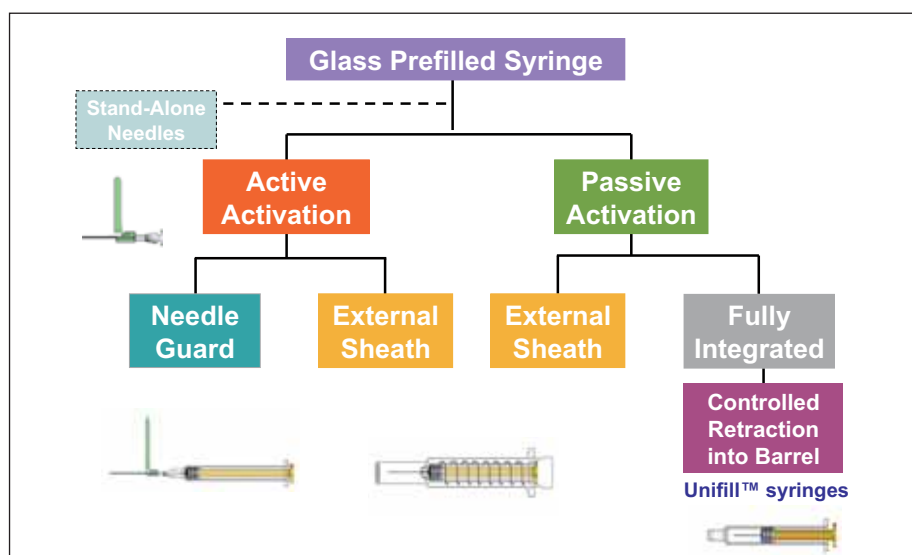 Glass Prefilled Syringe
Stand-Alone
Needles
Active
Activation
Passive
Activation
Needle
Guard
External
Sheath
External
Sheath
Fully
Integrated
Controlled
Retraction
into Barrel
Unifill™ syringes